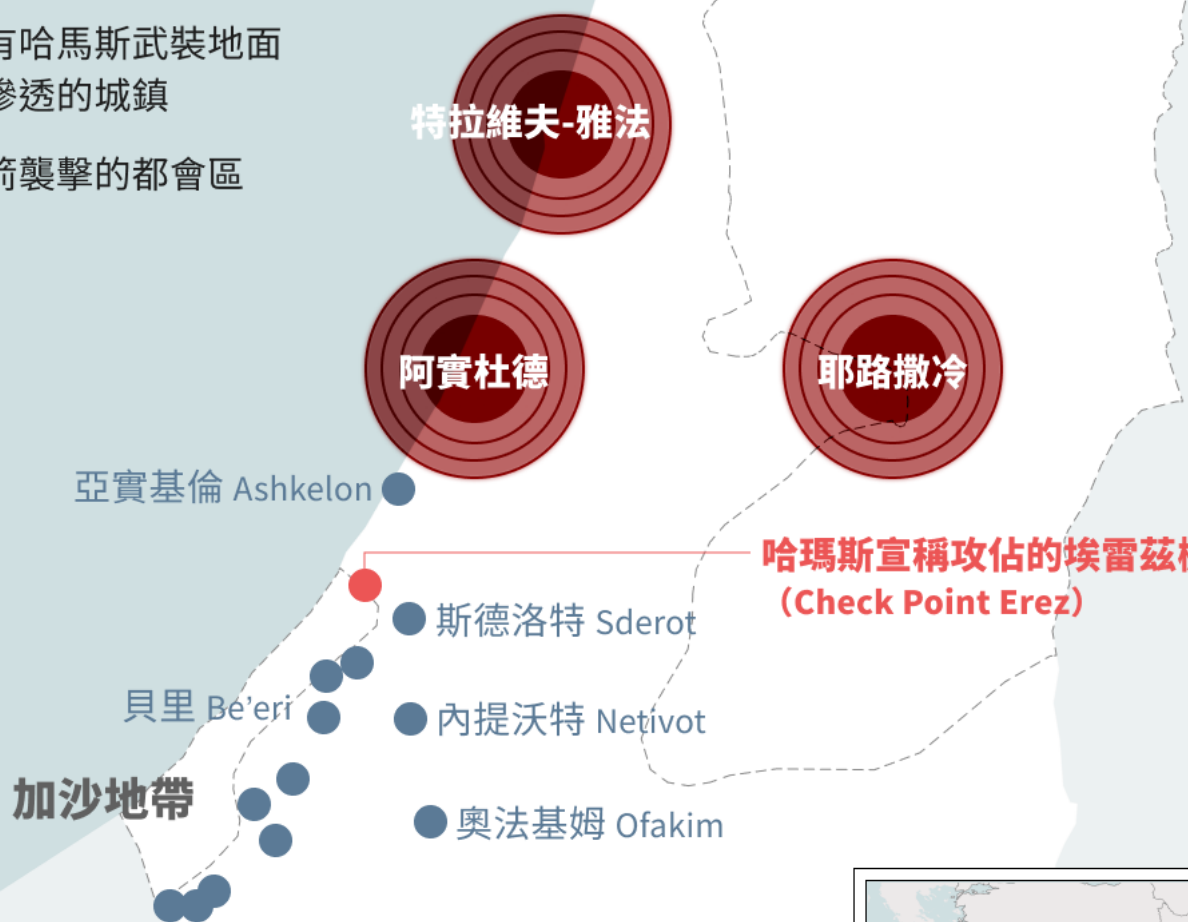 有哈馬斯武裝地面
滲透的城鎮
箭襲擊的都會區
特拉維夫-雅法
阿實杜德
耶路撒冷
亞實基倫 Ashkelon
哈瑪斯宣稱攻佔的埃雷茲
（Check Point Erez）
斯德洛特 Sderot
貝里 Be’eri
內提沃特 Netivot
加沙地帶
奧法基姆 Ofakim